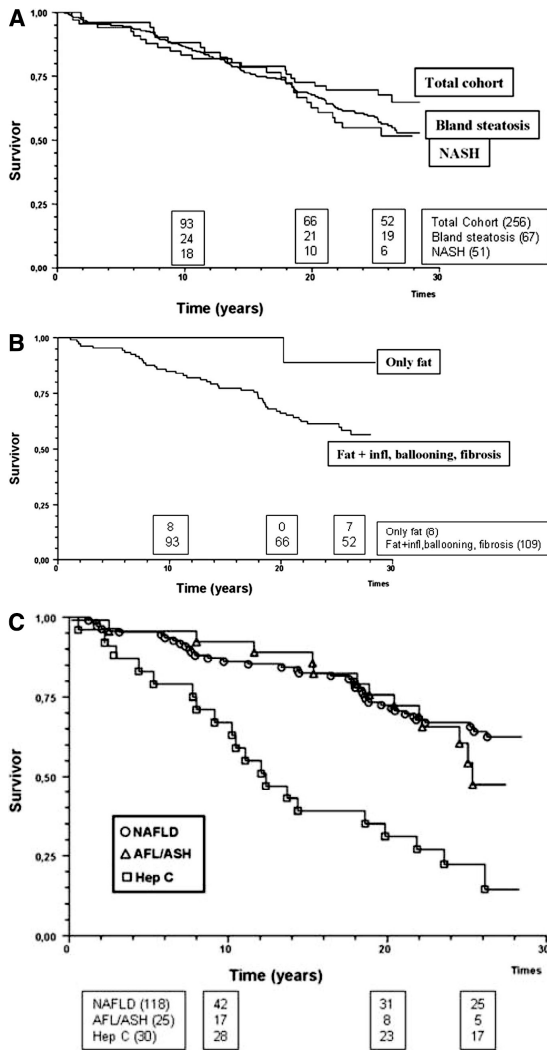 A
1,00
0,75
0,50
0,25
0,00
Survivor
Total cohort
Bland steatosis
NASH
93
24
18
66
21
10
52
19
6
Total Cohort (256)
Bland steatosis (67)
NASH (51)
0
10
20
30
Time (years)
Times
B
1,00
0,75
0,50
0,25
0,00
Survivor
Only fat
Fat + infl, ballooning, fibrosis
8
93
0
66
7
52
Only fat (8)
Fat+infl,ballooning, fibrosis (109)
0
10
20
30
Time (years)
Times
C
1,00
0,75
0,50
0,25
0,00
Survivor
NAFLD
AFL/ASH
Hep C
0
10
20
30
Time (years)
Times
NAFLD (118)
AFL/ASH (25)
Hep C (30)
42
17
28
31
8
23
25
5
17